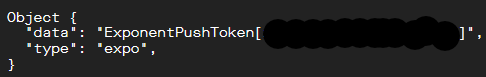 Object {
  "data": "ExponentPushToken[ ]",
  "type": "expo",
}